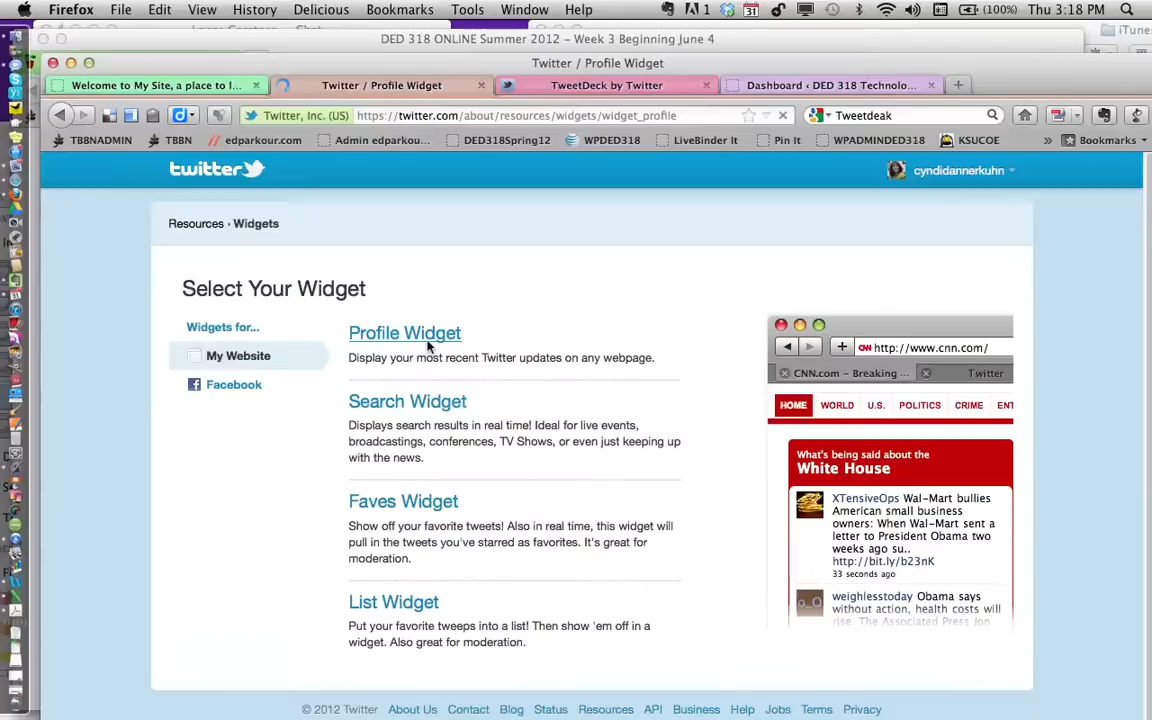 Firefox File Edit View History Delicious Bookmarks Tools Window Help 1 31 (100%) Thu 3:18 PM
DED 318 ONLINE Summer 2012 – Week 3 Beginning June 4
Twitter / Profile Widget
Welcome to My Site, a place to l... Twitter / Profile Widget TweetDeck by Twitter Dashboard ‹ DED 318 Technolo...
Twitter, Inc. (US) https://twitter.com/about/resources/widgets/widget_profile Tweetdeak
TBBNADMIN TBBN edparkour.com Admin edparkou... DED318Spring12 WPDED318 LiveBinder It Pin It WPADMINDED318 KSUCOE » Bookmarks
twitter cyndidannerkuhn
Resources › Widgets
Select Your Widget
Widgets for...
My Website
Facebook
Profile Widget
Display your most recent Twitter updates on any webpage.
Search Widget
Displays search results in real time! Ideal for live events,
broadcastings, conferences, TV Shows, or even just keeping up
with the news.
Faves Widget
Show off your favorite tweets! Also in real time, this widget will
pull in the tweets you've starred as favorites. It's great for
moderation.
List Widget
Put your favorite tweeps into a list! Then show 'em off in a
widget. Also great for moderation.
http://www.cnn.com/
CNN.com – Breaking ... Twitter
HOME WORLD U.S. POLITICS CRIME ENT
What's being said about the
White House
XTensiveOps Wal-Mart bullies
American small business
owners: When Wal-Mart sent a
letter to President Obama two
weeks ago su..
http://bit.ly/b23nK
33 seconds ago
weighlesstoday Obama says
without action, health costs will
rise. The Associated Press Jon
© 2012 Twitter About Us Contact Blog Status Resources API Business Help Jobs Terms Privacy